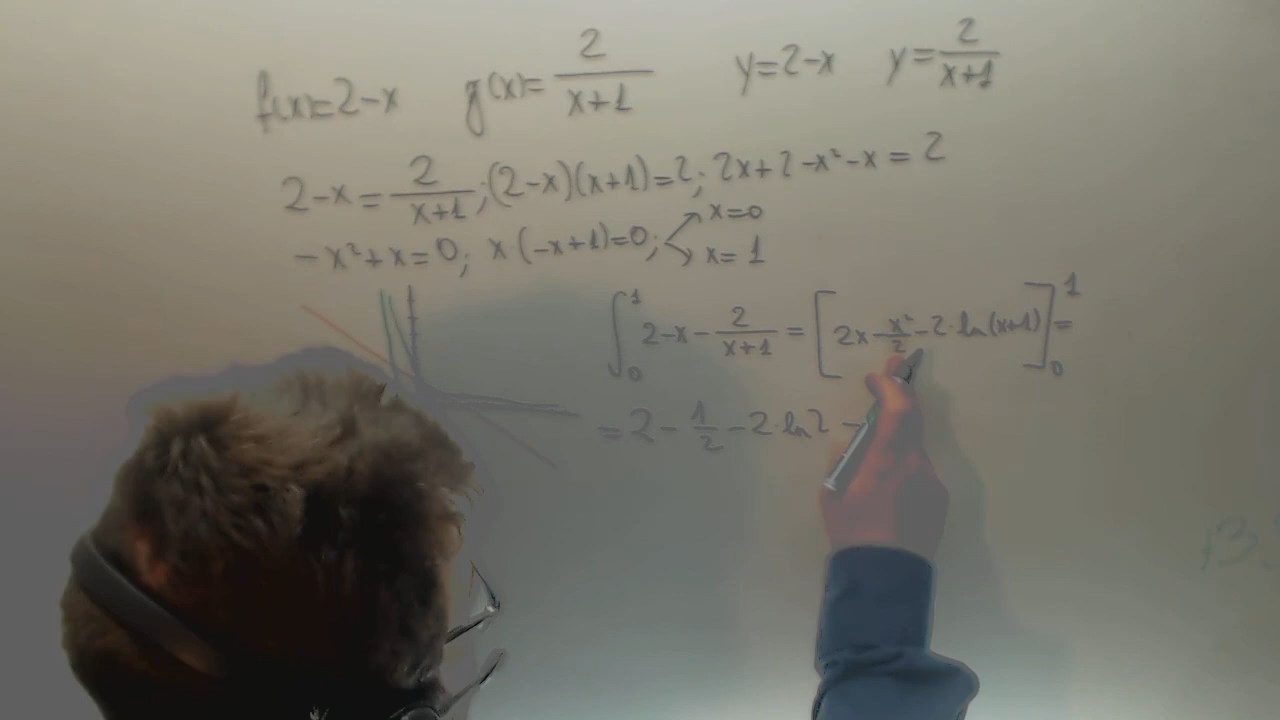 f(x)=2-x g(x)=2/(x+1) y=2-x y=2/(x+1)
2-x=2/(x+1);(2-x)(x+1)=2; 2x+2-x²-x=2
-x²+x=0; x·(-x+1)=0; x=0
x=1
∫₀¹ 2-x-2/(x+1) = [2x-x²/2-2·ln(x+1)]₀¹ =
=2-1/2-2·ln2-
13